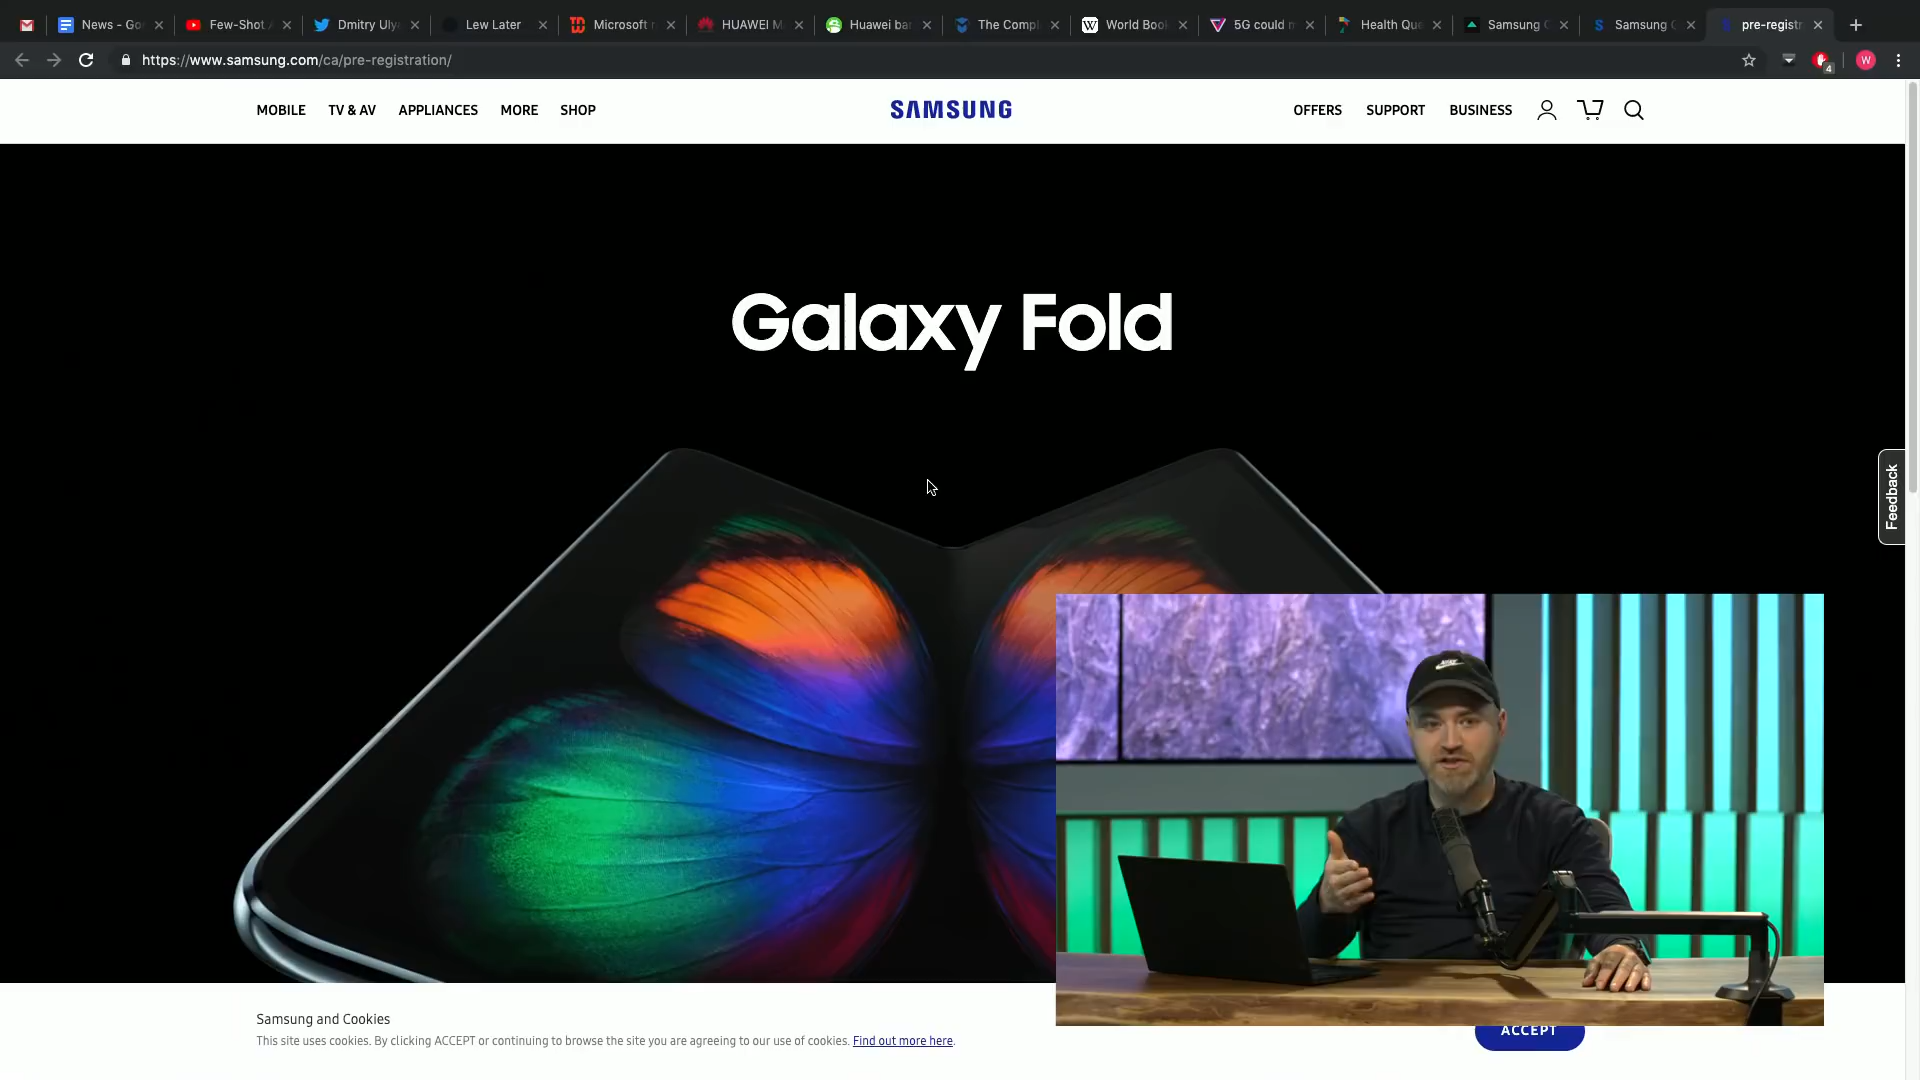 News - Go
Few-Shot A
Dmitry Uly
Lew Later
Microsoft r
HUAWEI M
Huawei ba
The Compl
World Boo
5G could m
Health Que
Samsung G
Samsung G
pre-registr
https://www.samsung.com/ca/pre-registration/
4
W
MOBILE TV & AV APPLIANCES MORE SHOP
SAMSUNG
OFFERS SUPPORT BUSINESS
Galaxy Fold
Feedback
Samsung and Cookies
This site uses cookies. By clicking ACCEPT or continuing to browse the site you are agreeing to our use of cookies. Find out more here.
ACCEPT